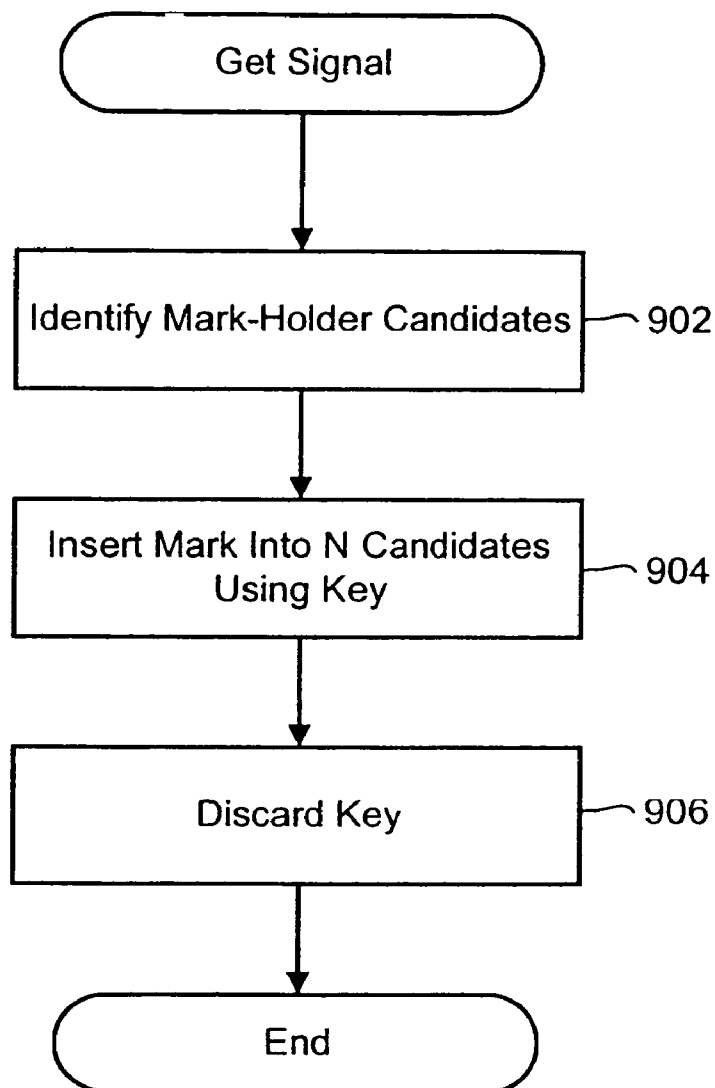 Get Signal
Identify Mark-Holder Candidates
902
Insert Mark Into N Candidates
Using Key
904
Discard Key
906
End